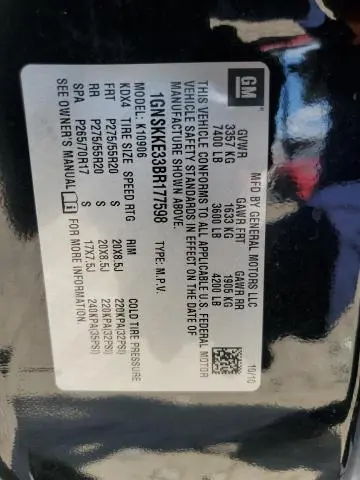 GM
MFD BY GENERAL MOTORS LLC 10/10
GVWR GAWR FRT GAWR RR
3357 KG 1633 KG 1905 KG
7400 LB 3600 LB 4200 LB
THIS VEHICLE CONFORMS TO ALL APPLICABLE U.S. FEDERAL MOTOR
VEHICLE SAFETY STANDARDS IN EFFECT ON THE DATE OF
MANUFACTURE SHOWN ABOVE.
1GNSKKE33BR177598 TYPE: M.P.V.
MODEL: K10906
KDX4 TIRE SIZE SPEED RTG RIM COLD TIRE PRESSURE
FRT P275/55R20 S 20X8.5J 220KPA(32PSI)
RR P275/55R20 S 20X8.5J 220KPA(32PSI)
SPA P265/70R17 S 17X7.5J 240KPA(35PSI)
SEE OWNER'S MANUAL FOR MORE INFORMATION.